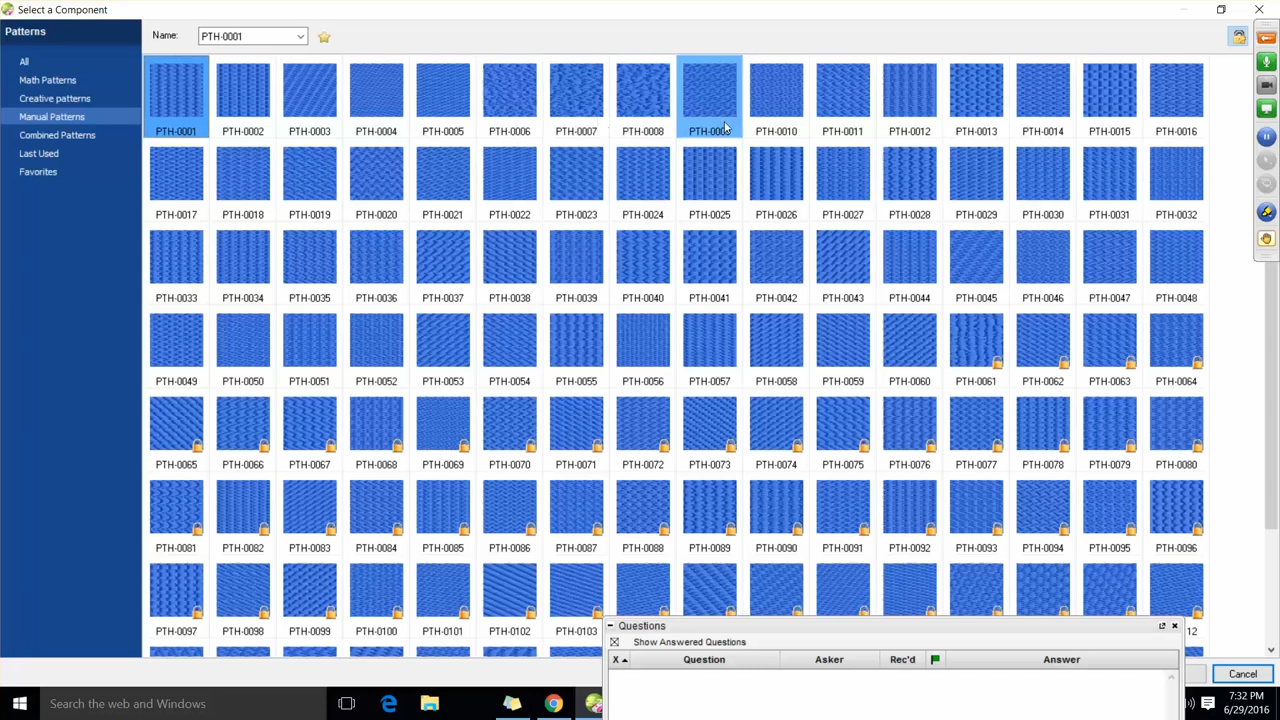 Select a Component
Patterns
Name: PTH-0001
All
Math Patterns
Creative patterns
Manual Patterns
Combined Patterns
Last Used
Favorites
PTH-0001 PTH-0002 PTH-0003 PTH-0004 PTH-0005 PTH-0006 PTH-0007 PTH-0008 PTH-0010 PTH-0011 PTH-0012 PTH-0013 PTH-0014 PTH-0015 PTH-0016
PTH-0017 PTH-0018 PTH-0019 PTH-0020 PTH-0021 PTH-0022 PTH-0023 PTH-0024 PTH-0025 PTH-0026 PTH-0027 PTH-0028 PTH-0029 PTH-0030 PTH-0031 PTH-0032
PTH-0033 PTH-0034 PTH-0035 PTH-0036 PTH-0037 PTH-0038 PTH-0039 PTH-0040 PTH-0041 PTH-0042 PTH-0043 PTH-0044 PTH-0045 PTH-0046 PTH-0047 PTH-0048
PTH-0049 PTH-0050 PTH-0051 PTH-0052 PTH-0053 PTH-0054 PTH-0055 PTH-0056 PTH-0057 PTH-0058 PTH-0059 PTH-0060 PTH-0061 PTH-0062 PTH-0063 PTH-0064
PTH-0065 PTH-0066 PTH-0067 PTH-0068 PTH-0069 PTH-0070 PTH-0071 PTH-0072 PTH-0073 PTH-0074 PTH-0075 PTH-0076 PTH-0077 PTH-0078 PTH-0079 PTH-0080
PTH-0081 PTH-0082 PTH-0083 PTH-0084 PTH-0085 PTH-0086 PTH-0087 PTH-0088 PTH-0089 PTH-0090 PTH-0091 PTH-0092 PTH-0093 PTH-0094 PTH-0095 PTH-0096
PTH-0097 PTH-0098 PTH-0099 PTH-0100 PTH-0101 PTH-0102 PTH-0103 12
Questions
Show Answered Questions
X Question Asker Rec'd Answer
Cancel
Search the web and Windows
7:32 PM
6/29/2016